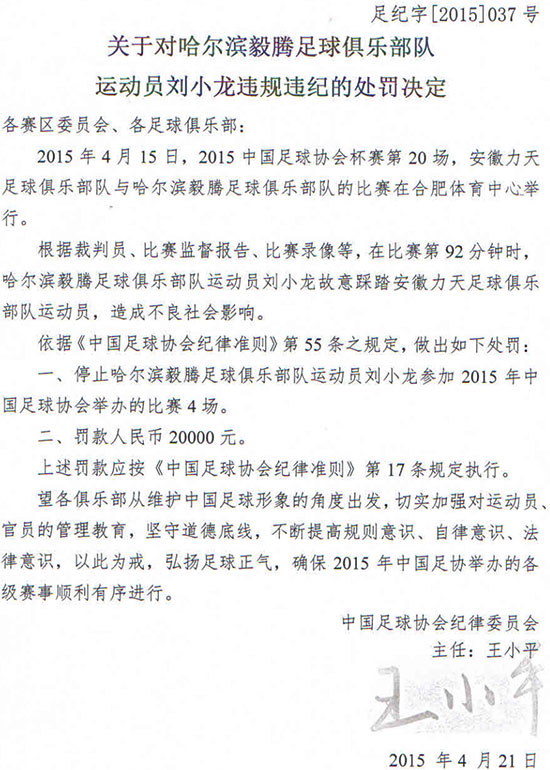 足纪字[2015]037 号
关于对哈尔滨毅腾足球俱乐部队
运动员刘小龙违规违纪的处罚决定
各赛区委员会、各足球俱乐部：
2015 年 4 月 15 日，2015 中国足球协会杯赛第 20 场，安徽力天
足球俱乐部队与哈尔滨毅腾足球俱乐部队的比赛在合肥体育中心举
行。
根据裁判员、比赛监督报告、比赛录像等，在比赛第 92 分钟时，
哈尔滨毅腾足球俱乐部队运动员刘小龙故意踩踏安徽力天足球俱乐
部队运动员，造成不良社会影响。
依据《中国足球协会纪律准则》第 55 条之规定，做出如下处罚：
一、停止哈尔滨毅腾足球俱乐部队运动员刘小龙参加 2015 年中
国足球协会举办的比赛 4 场。
二、罚款人民币 20000 元。
上述罚款应按《中国足球协会纪律准则》第 17 条规定执行。
望各俱乐部从维护中国足球形象的角度出发，切实加强对运动员、
官员的管理教育，坚守道德底线，不断提高规则意识、自律意识、法
律意识，以此为戒，弘扬足球正气，确保 2015 年中国足协举办的各
级赛事顺利有序进行。
中国足球协会纪律委员会
主任：王小平
王小平
2015 年 4 月 21 日